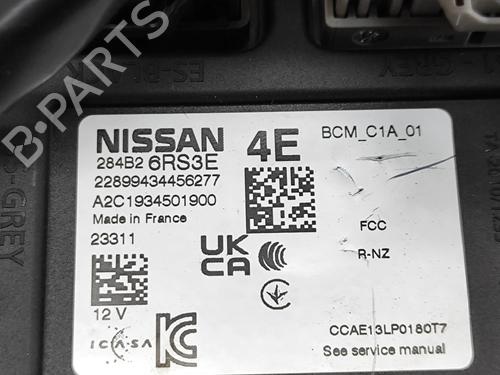 NISSAN 4E BCM_C1A_01
284B2 6RS3E
22899434456277
A2C1934501900
Made in France
23311
UK
CA
FCC
R-NZ
12 V
ICASA
CCAE13LP0180T7
See service manual
GREY
B-PARTS